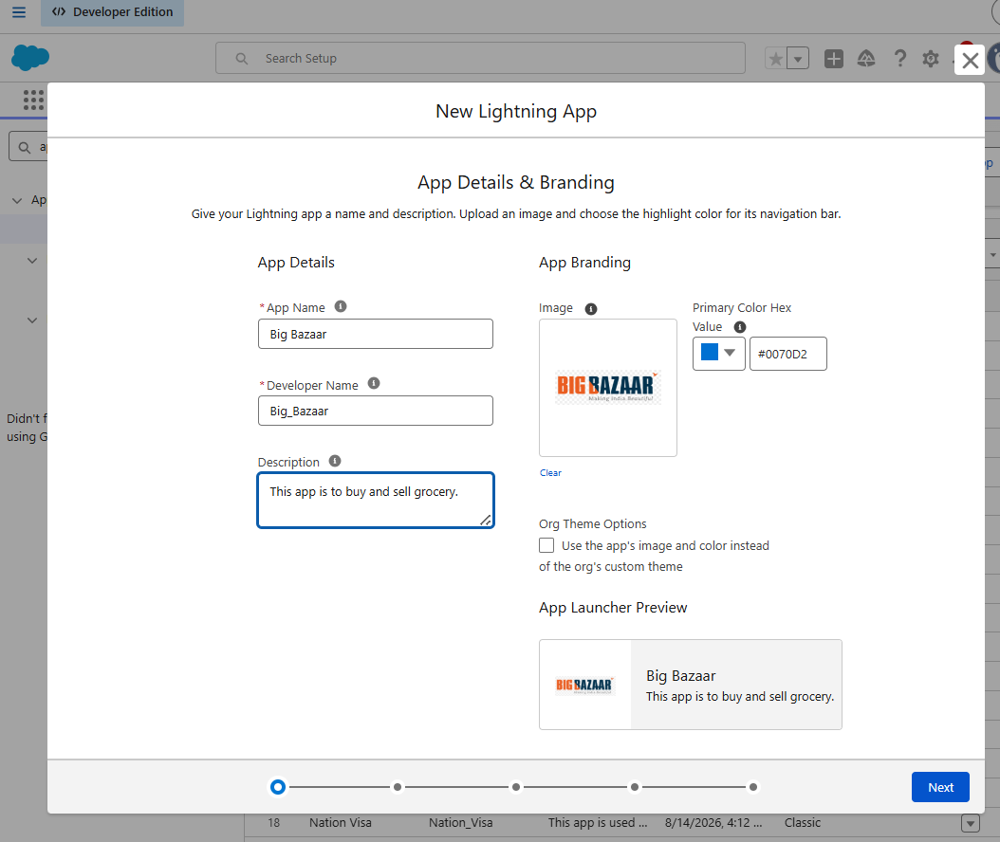 Developer Edition
Search Setup
New Lightning App
App Details & Branding
Give your Lightning app a name and description. Upload an image and choose the highlight color for its navigation bar.
App Details
* App Name
Big Bazaar
* Developer Name
Big_Bazaar
Description
This app is to buy and sell grocery.
App Branding
Image
BIG BAZAAR
Making India Beautiful
Clear
Primary Color Hex
Value
#0070D2
Org Theme Options
Use the app's image and color instead
of the org's custom theme
App Launcher Preview
BIG BAZAAR
Big Bazaar
This app is to buy and sell grocery.
Ap
Didn't f
using G
Next
18 Nation Visa Nation_Visa This app is used ... 8/14/2026, 4:12 ... Classic